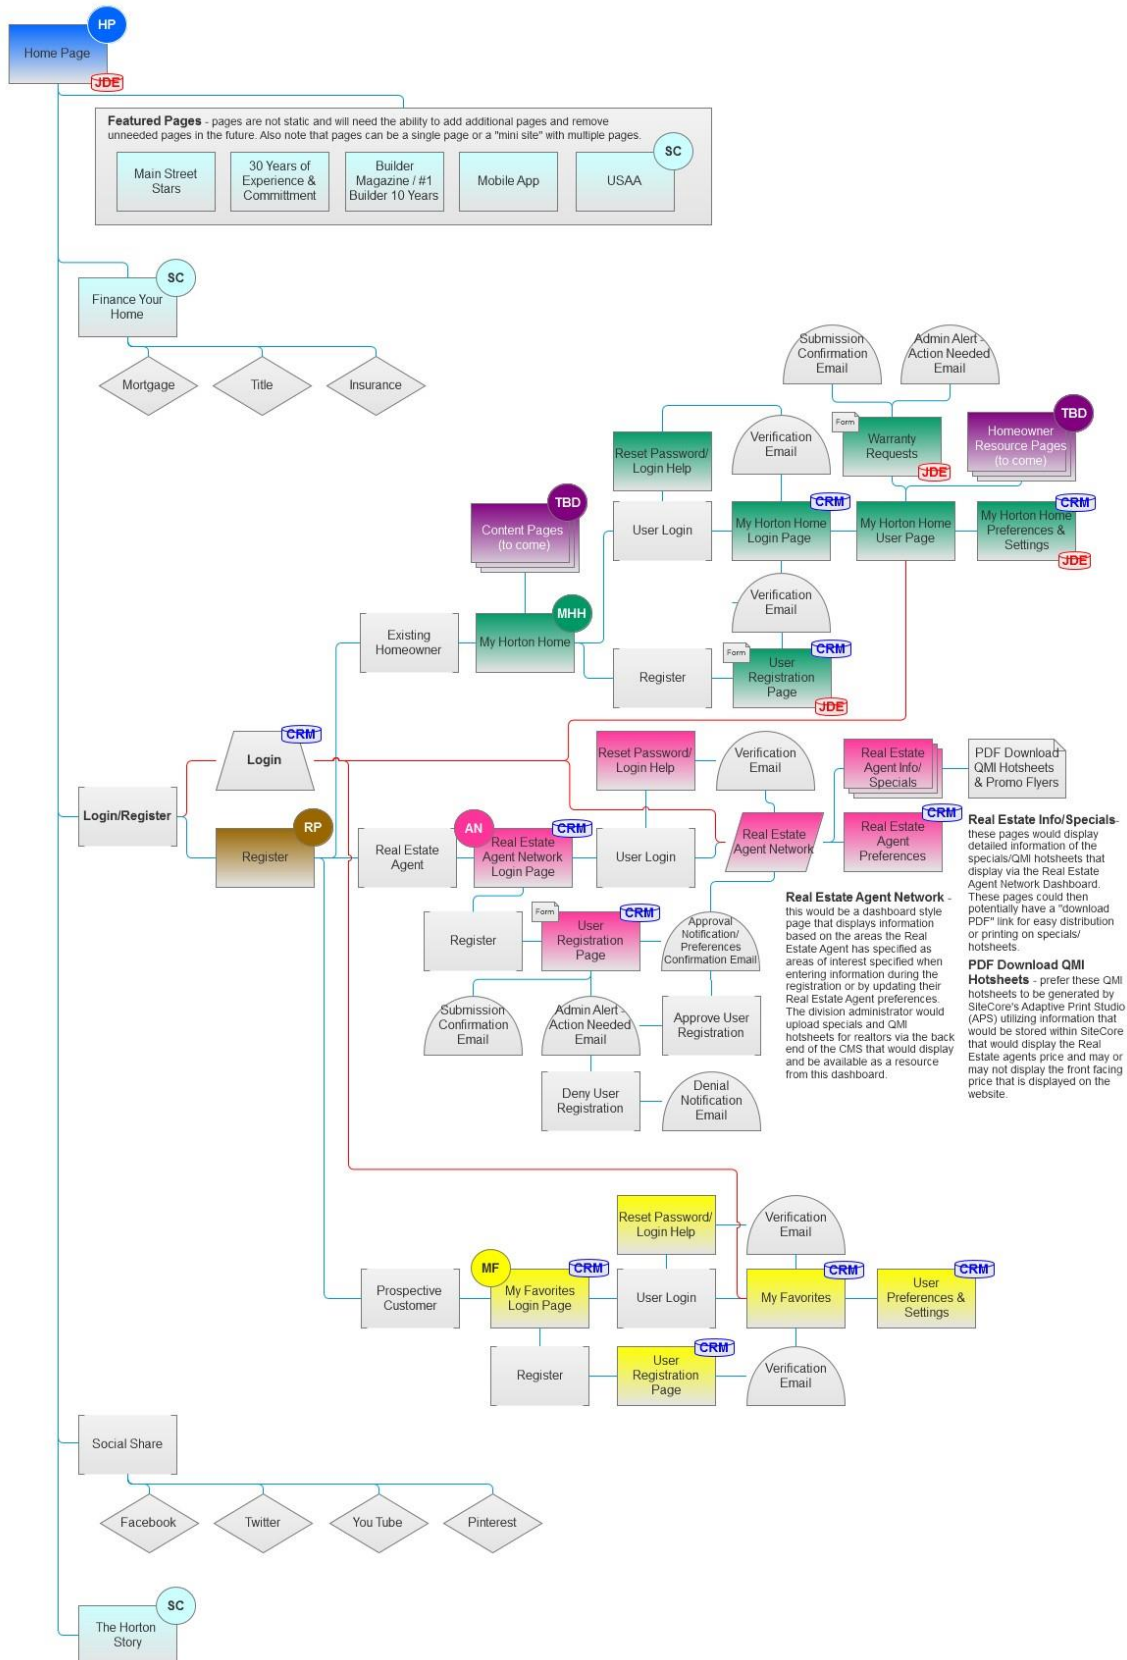 HP
Home Page
JDE
Featured Pages - pages are not static and will need the ability to add additional pages and remove
unneeded pages in the future. Also note that pages can be a single page or a "mini site" with multiple pages.
SC
Main Street
Stars
30 Years of
Experience &
Committment
Builder
Magazine / #1
Builder 10 Years
Mobile App
USAA
SC
Finance Your
Home
Mortgage
Title
Insurance
Submission
Confirmation
Email
Admin Alert -
Action Needed
Email
TBD
Form
Warranty
Requests
JDE
Homeowner
Resource Pages
(to come)
Reset Password/
Login Help
Verification
Email
TBD
Content Pages
(to come)
User Login
CRM
My Horton Home
Login Page
My Horton Home
User Page
CRM
My Horton Home
Preferences &
Settings
JDE
Verification
Email
MHH
Existing
Homeowner
My Horton Home
Register
Form
CRM
User
Registration
Page
JDE
CRM
Login
Login/Register
RP
Register
Reset Password/
Login Help
Verification
Email
Real Estate
Agent Info/
Specials
PDF Download
QMI Hotsheets
& Promo Flyers
Real Estate
Agent
AN
CRM
Real Estate
Agent Network
Login Page
User Login
Real Estate
Agent Network
CRM
Real Estate
Agent
Preferences
Real Estate Info/Specials-
these pages would display
detailed information of the
specials/QMI hotsheets that
display via the Real Estate
Agent Network Dashboard.
These pages could then
potentially have a "download
PDF" link for easy distribution
or printing on specials/
hotsheets.
PDF Download QMI
Hotsheets - prefer these QMI
hotsheets to be generated by
SiteCore's Adaptive Print Studio
(APS) utilizing information that
would be stored within SiteCore
that would display the Real
Estate agents price and may or
may not display the front facing
price that is displayed on the
website.
Real Estate Agent Network -
this would be a dashboard style
page that displays information
based on the areas the Real
Estate Agent has specified as
areas of interest specified when
entering information during the
registration or by updating their
Real Estate Agent preferences.
The division administrator would
upload specials and QMI
hotsheets for realtors via the back
end of the CMS that would display
and be available as a resource
from this dashboard.
Register
Form
CRM
User
Registration
Page
Approval
Notification/
Preferences
Confirmation Email
Submission
Confirmation
Email
Admin Alert -
Action Needed
Email
Approve User
Registration
Deny User
Registration
Denial
Notification
Email
Reset Password/
Login Help
Verification
Email
Prospective
Customer
MF
CRM
My Favorites
Login Page
User Login
CRM
My Favorites
CRM
User
Preferences &
Settings
Register
CRM
User
Registration
Page
Verification
Email
Social Share
Facebook
Twitter
You Tube
Pinterest
SC
The Horton
Story